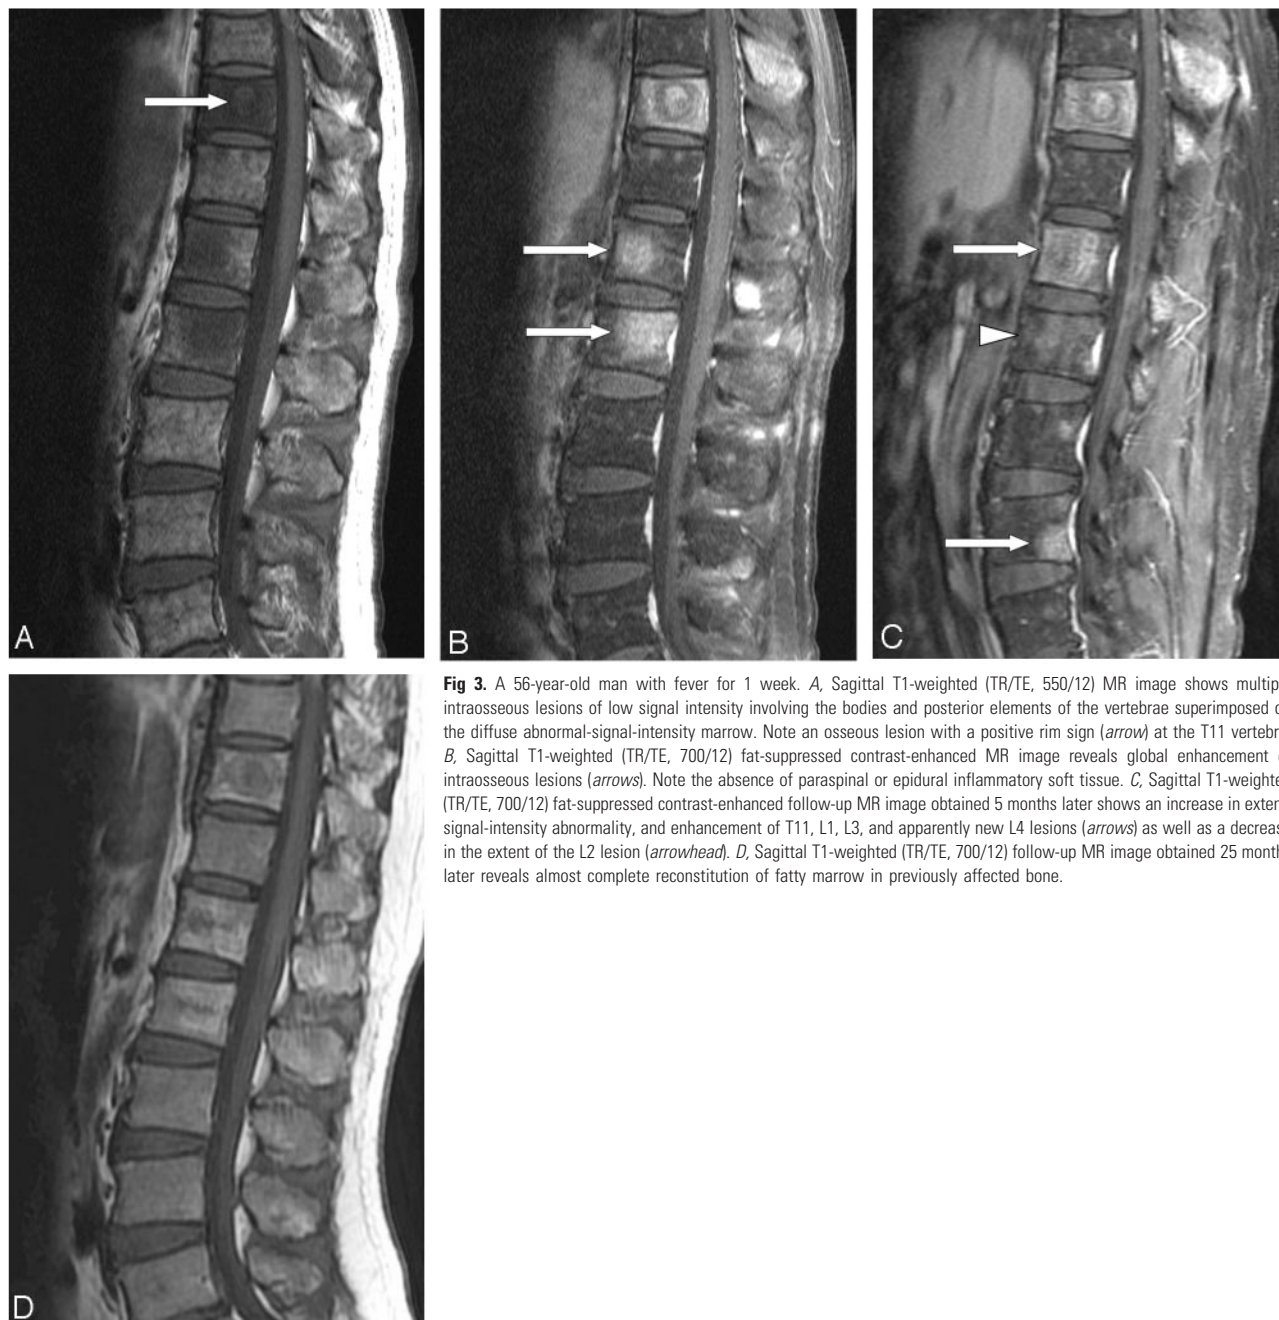 A
B
C
Fig 3. A 56-year-old man with fever for 1 week. A, Sagittal T1-weighted (TR/TE, 550/12) MR image shows multip
intraosseous lesions of low signal intensity involving the bodies and posterior elements of the vertebrae superimposed o
the diffuse abnormal-signal-intensity marrow. Note an osseous lesion with a positive rim sign (arrow) at the T11 vertebr
B, Sagittal T1-weighted (TR/TE, 700/12) fat-suppressed contrast-enhanced MR image reveals global enhancement
intraosseous lesions (arrows). Note the absence of paraspinal or epidural inflammatory soft tissue. C, Sagittal T1-weighte
(TR/TE, 700/12) fat-suppressed contrast-enhanced follow-up MR image obtained 5 months later shows an increase in exten
signal-intensity abnormality, and enhancement of T11, L1, L3, and apparently new L4 lesions (arrows) as well as a decreas
in the extent of the L2 lesion (arrowhead). D, Sagittal T1-weighted (TR/TE, 700/12) follow-up MR image obtained 25 month
later reveals almost complete reconstitution of fatty marrow in previously affected bone.
D